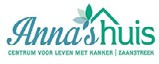 Anna'shuis
CENTRUM VOOR LEVEN MET KANKER | ZAANSTREEK